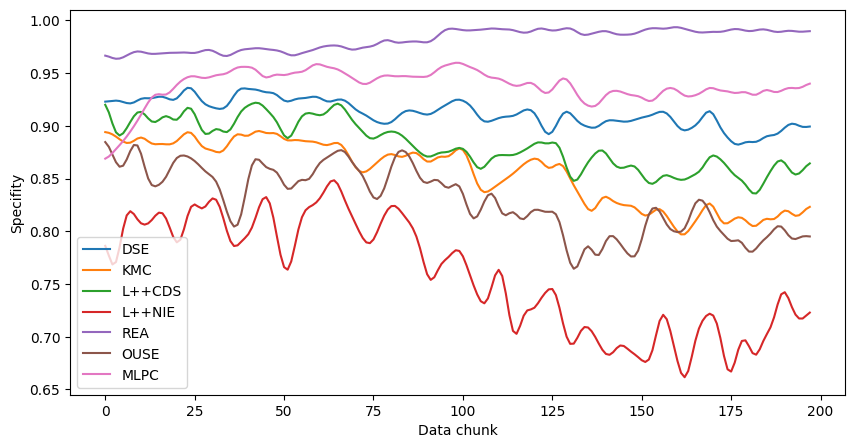 1.00
0.95
0.90
0.85
0.80
0.75
0.70
0.65
Specifity
DSE
KMC
L++CDS
L++NIE
REA
OUSE
MLPC
0 25 50 75 100 125 150 175 200
Data chunk